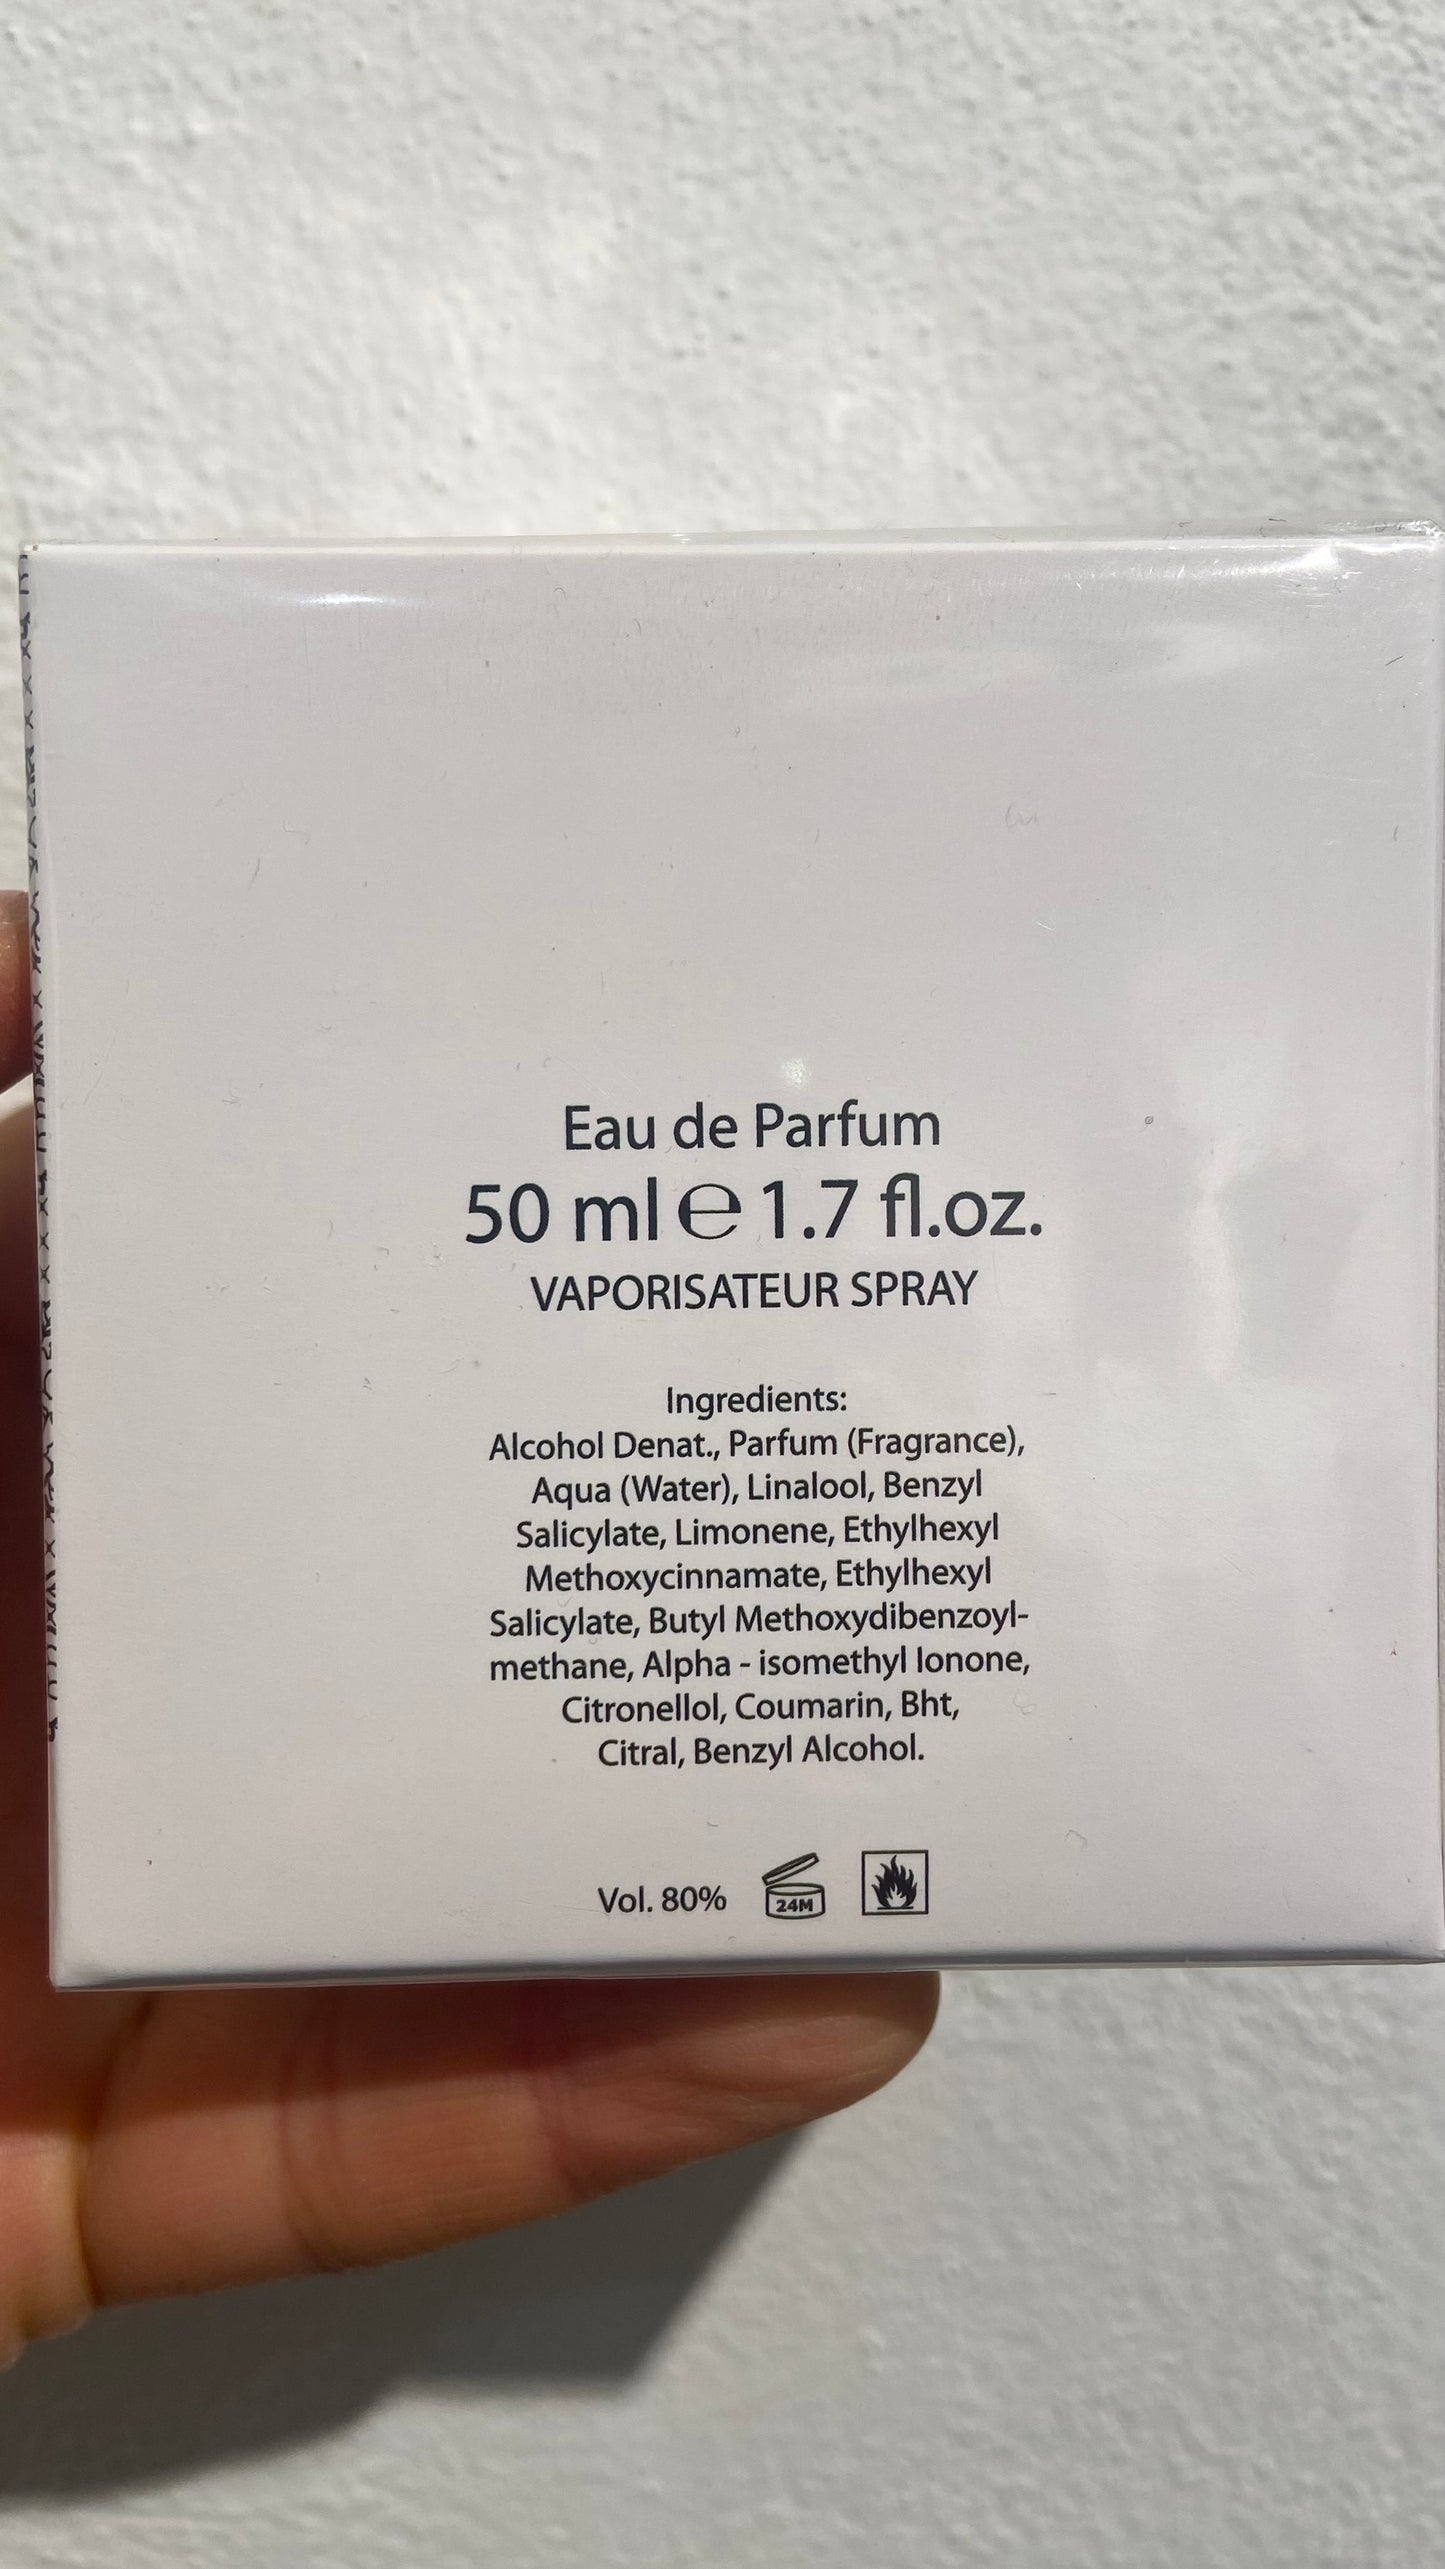 Eau de Parfum
50 ml ℮ 1.7 fl.oz.
VAPORISATEUR SPRAY
Ingredients:
Alcohol Denat., Parfum (Fragrance),
Aqua (Water), Linalool, Benzyl
Salicylate, Limonene, Ethylhexyl
Methoxycinnamate, Ethylhexyl
Salicylate, Butyl Methoxydibenzoyl-
methane, Alpha - isomethyl Ionone,
Citronellol, Coumarin, Bht,
Citral, Benzyl Alcohol.
Vol. 80% 24M